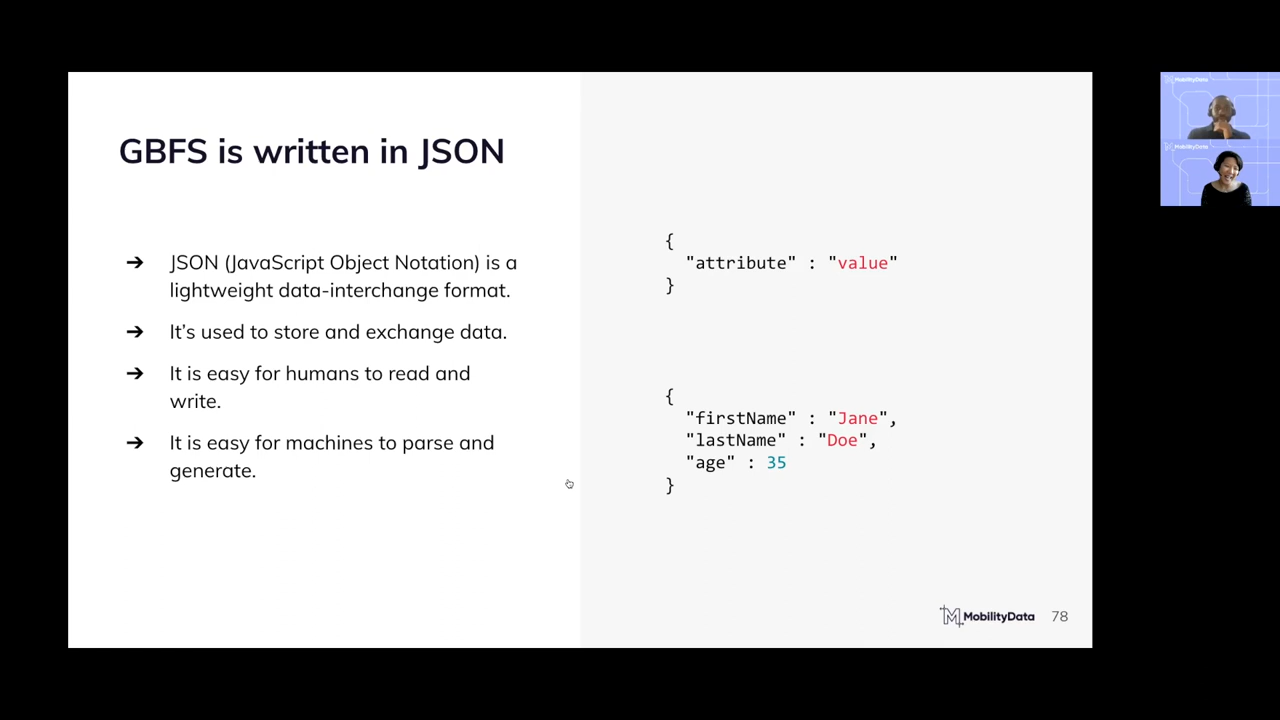 GBFS is written in JSON
➔ JSON (JavaScript Object Notation) is a
lightweight data-interchange format.
➔ It’s used to store and exchange data.
➔ It is easy for humans to read and
write.
➔ It is easy for machines to parse and
generate.
{
"attribute" : "value"
}
{
"firstName" : "Jane",
"lastName" : "Doe",
"age" : 35
}
MobilityData 78
MobilityData
MobilityData